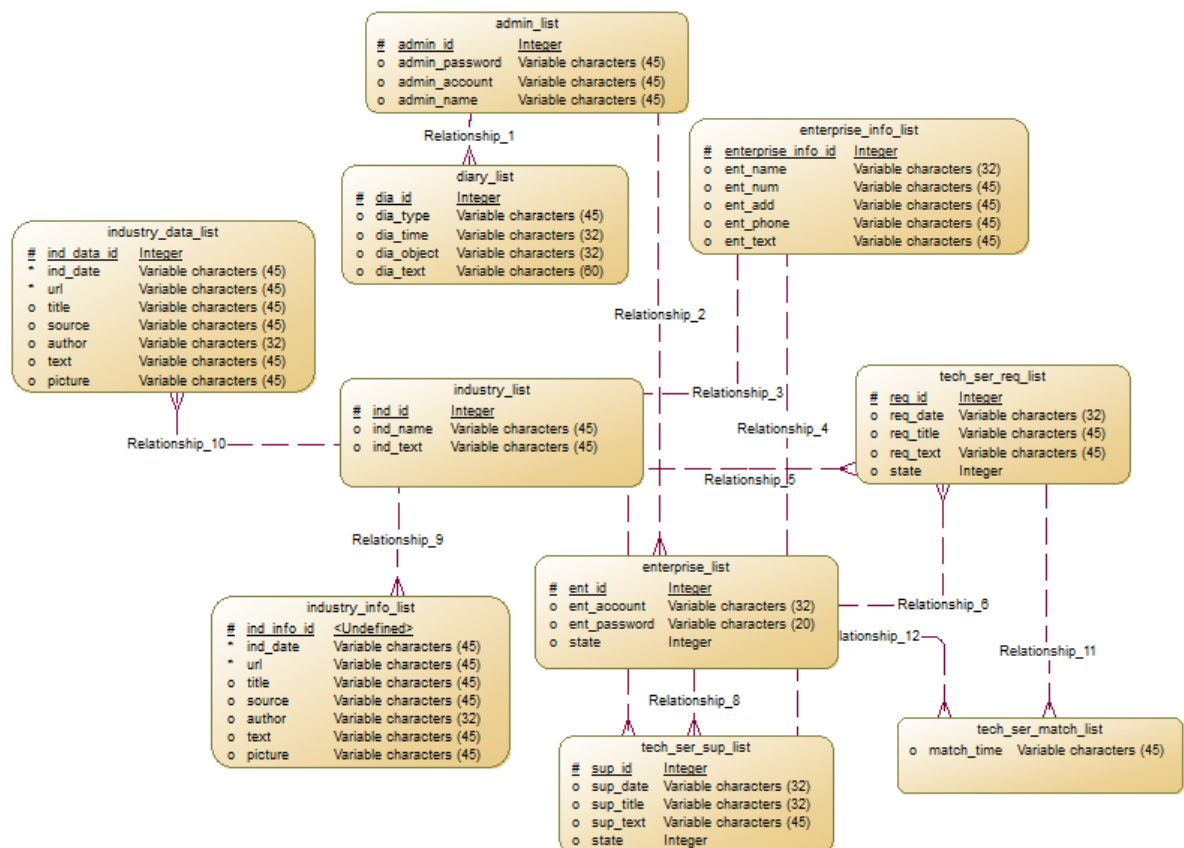 admin_list
# admin_id Integer
o admin_password Variable characters (45)
o admin_account Variable characters (45)
o admin_name Variable characters (45)
Relationship_1
enterprise_info_list
# enterprise_info_id Integer
o ent_name Variable characters (32)
o ent_num Variable characters (45)
o ent_add Variable characters (45)
o ent_phone Variable characters (45)
o ent_text Variable characters (45)
diary_list
# dia_id Integer
o dia_type Variable characters (45)
o dia_time Variable characters (32)
o dia_object Variable characters (32)
o dia_text Variable characters (60)
industry_data_list
# ind_data_id Integer
* ind_date Variable characters (45)
* url Variable characters (45)
o title Variable characters (45)
o source Variable characters (45)
o author Variable characters (32)
o text Variable characters (45)
o picture Variable characters (45)
Relationship_2
Relationship_3
Relationship_4
industry_list
# ind_id Integer
o ind_name Variable characters (45)
o ind_text Variable characters (45)
Relationship_10
tech_ser_req_list
# req_id Integer
o req_date Variable characters (32)
o req_title Variable characters (45)
o req_text Variable characters (45)
o state Integer
Relationship_5
Relationship_9
enterprise_list
# ent_id Integer
o ent_account Variable characters (32)
o ent_password Variable characters (20)
o state Integer
Relationship_6
elationship_12
Relationship_11
industry_info_list
# ind_info_id <Undefined>
* ind_date Variable characters (45)
* url Variable characters (45)
o title Variable characters (45)
o source Variable characters (45)
o author Variable characters (32)
o text Variable characters (45)
o picture Variable characters (45)
Relationship_8
tech_ser_sup_list
# sup_id Integer
o sup_date Variable characters (32)
o sup_title Variable characters (32)
o sup_text Variable characters (45)
o state Integer
tech_ser_match_list
o match_time Variable characters (45)